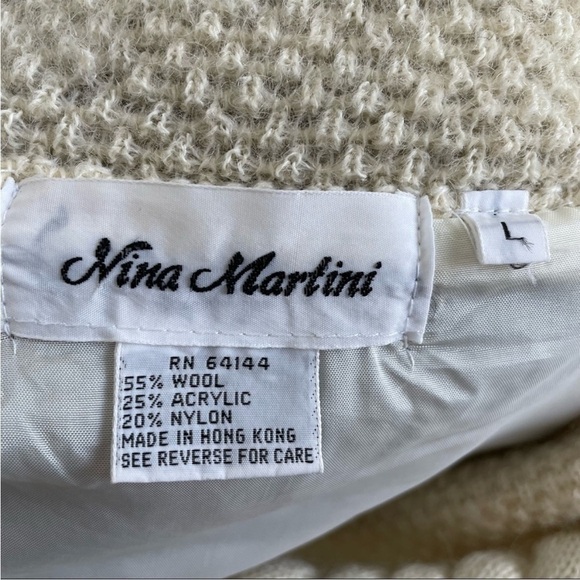 Nina Martini
L
RN 64144
55% WOOL
25% ACRYLIC
20% NYLON
MADE IN HONG KONG
SEE REVERSE FOR CARE